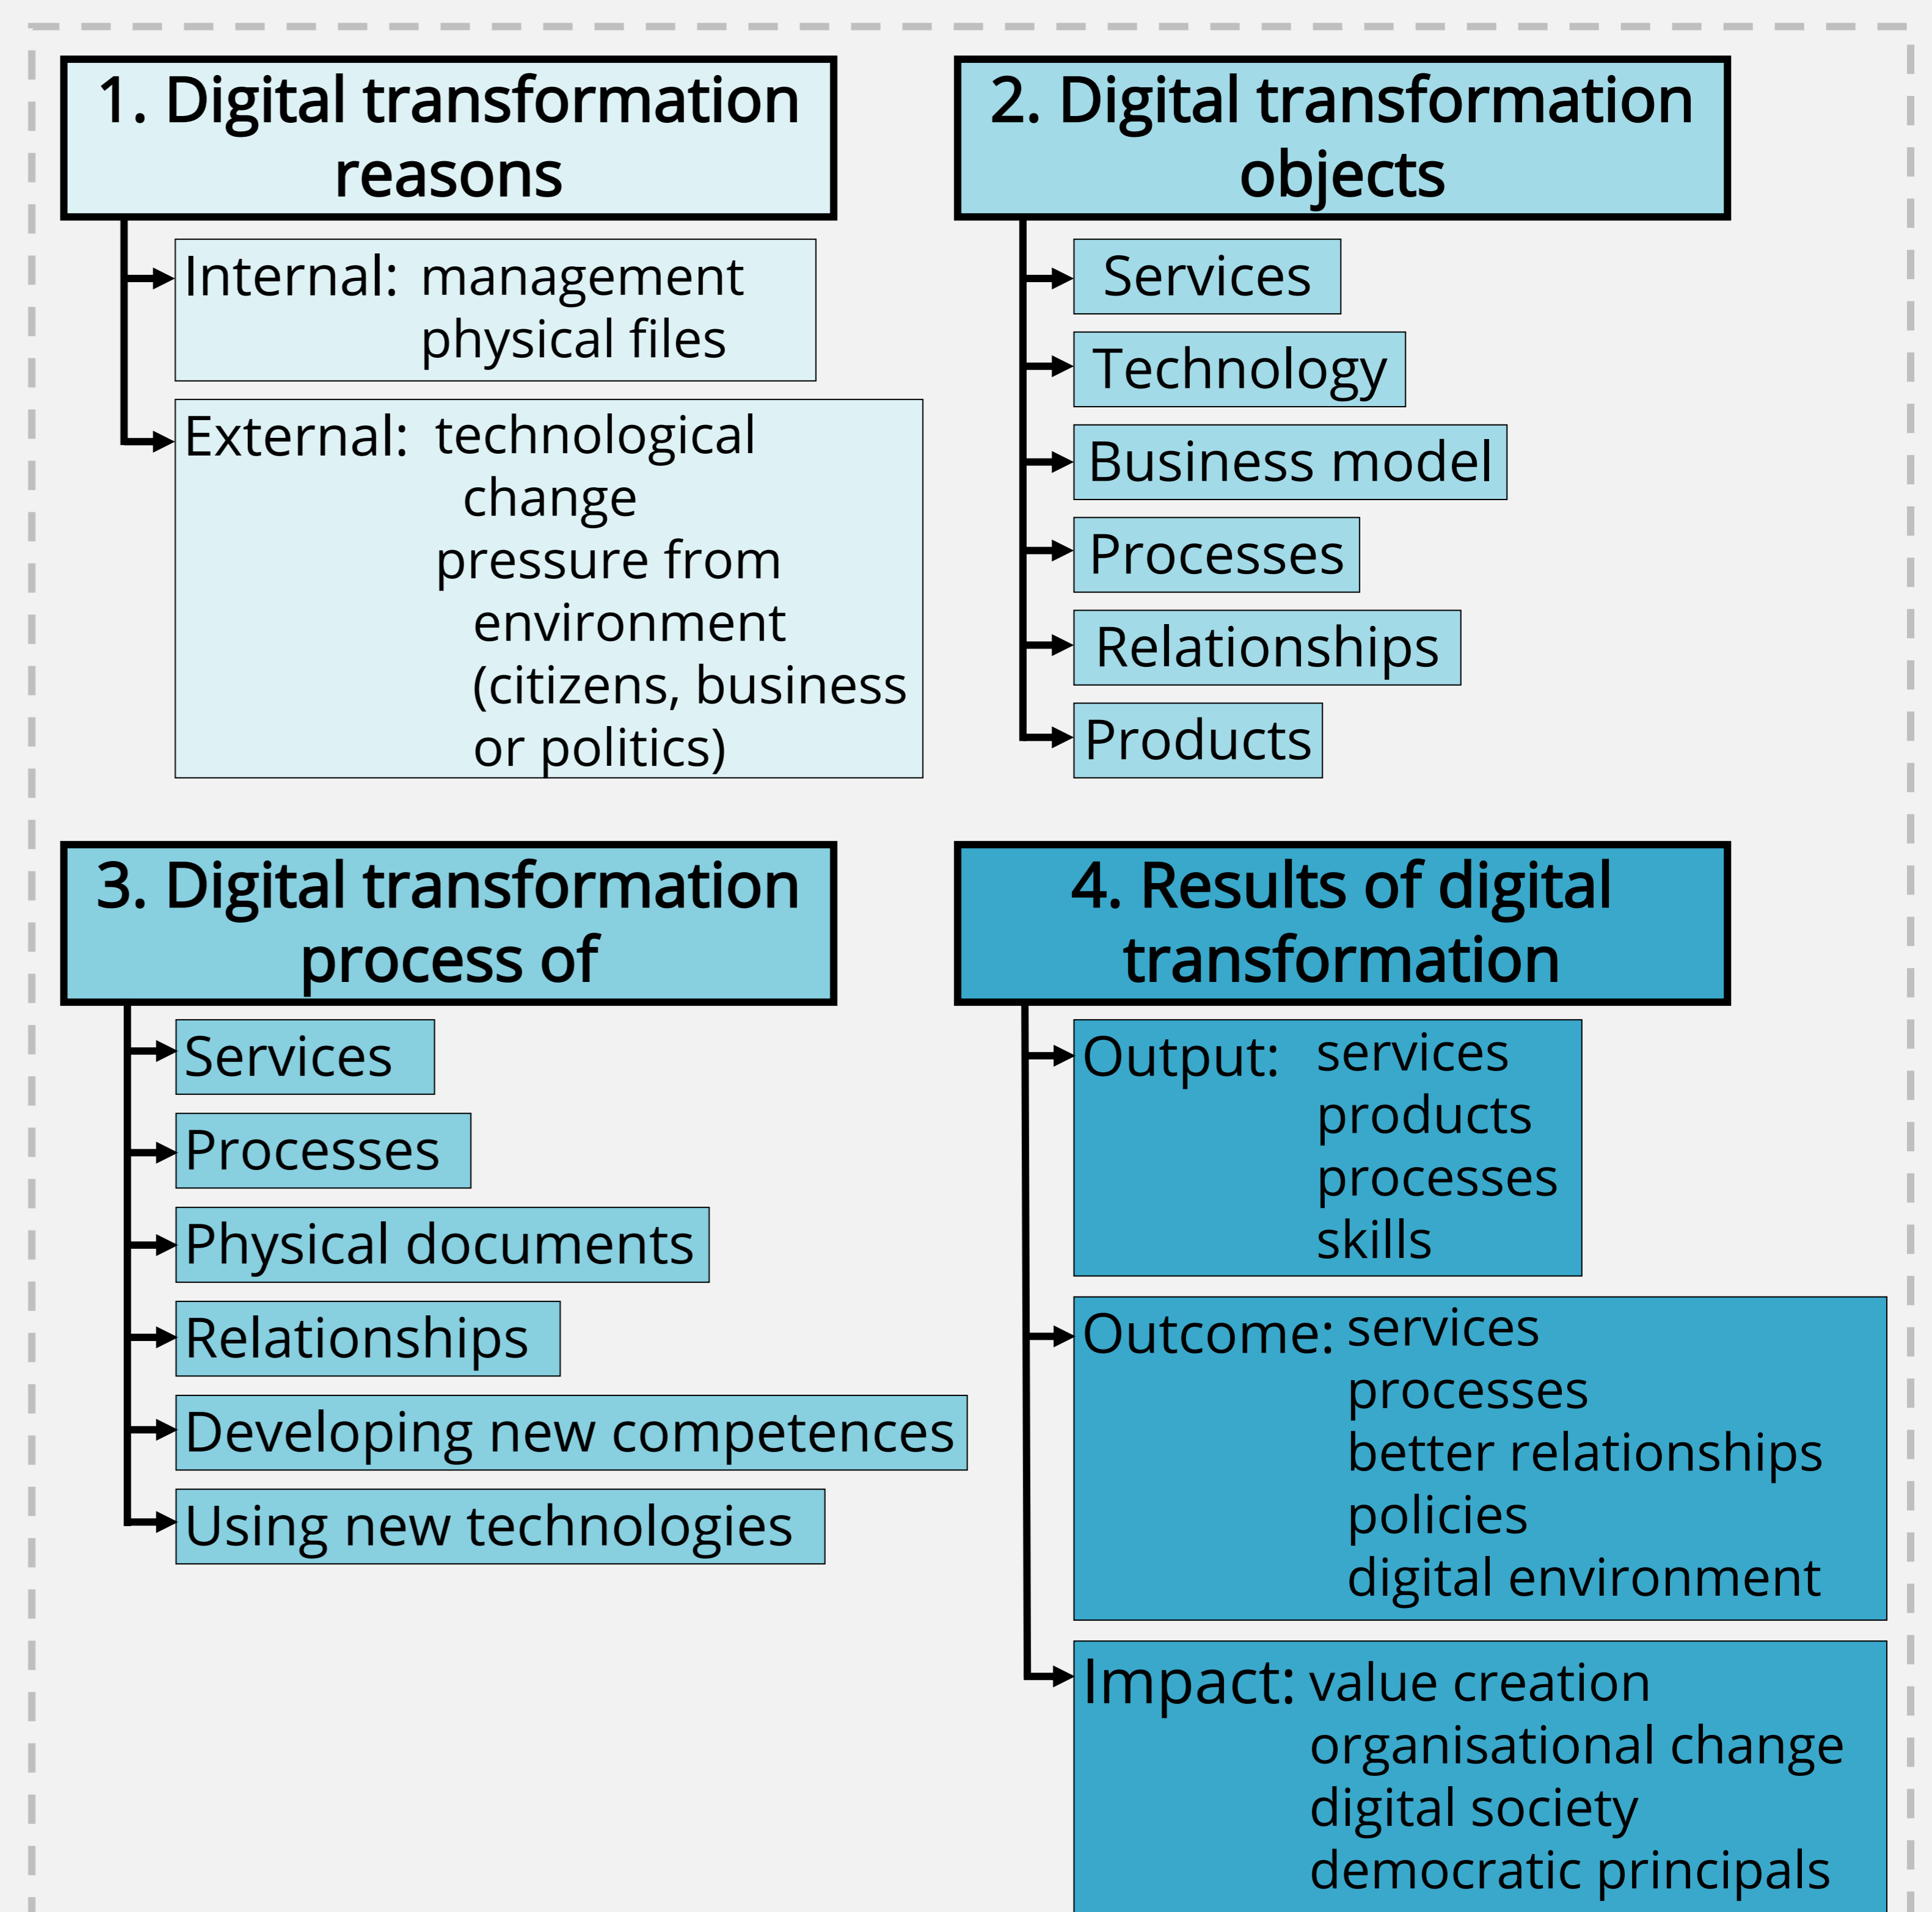 1. Digital transformation
reasons
Internal: management
physical files
External: technological
change
pressure from
environment
(citizens, business
or politics)
2. Digital transformation
objects
Services
Technology
Business model
Processes
Relationships
Products
3. Digital transformation
process of
Services
Processes
Physical documents
Relationships
Developing new competences
Using new technologies
4. Results of digital
transformation
Output: services
products
processes
skills
Outcome: services
processes
better relationships
policies
digital environment
Impact: value creation
organisational change
digital society
democratic principals